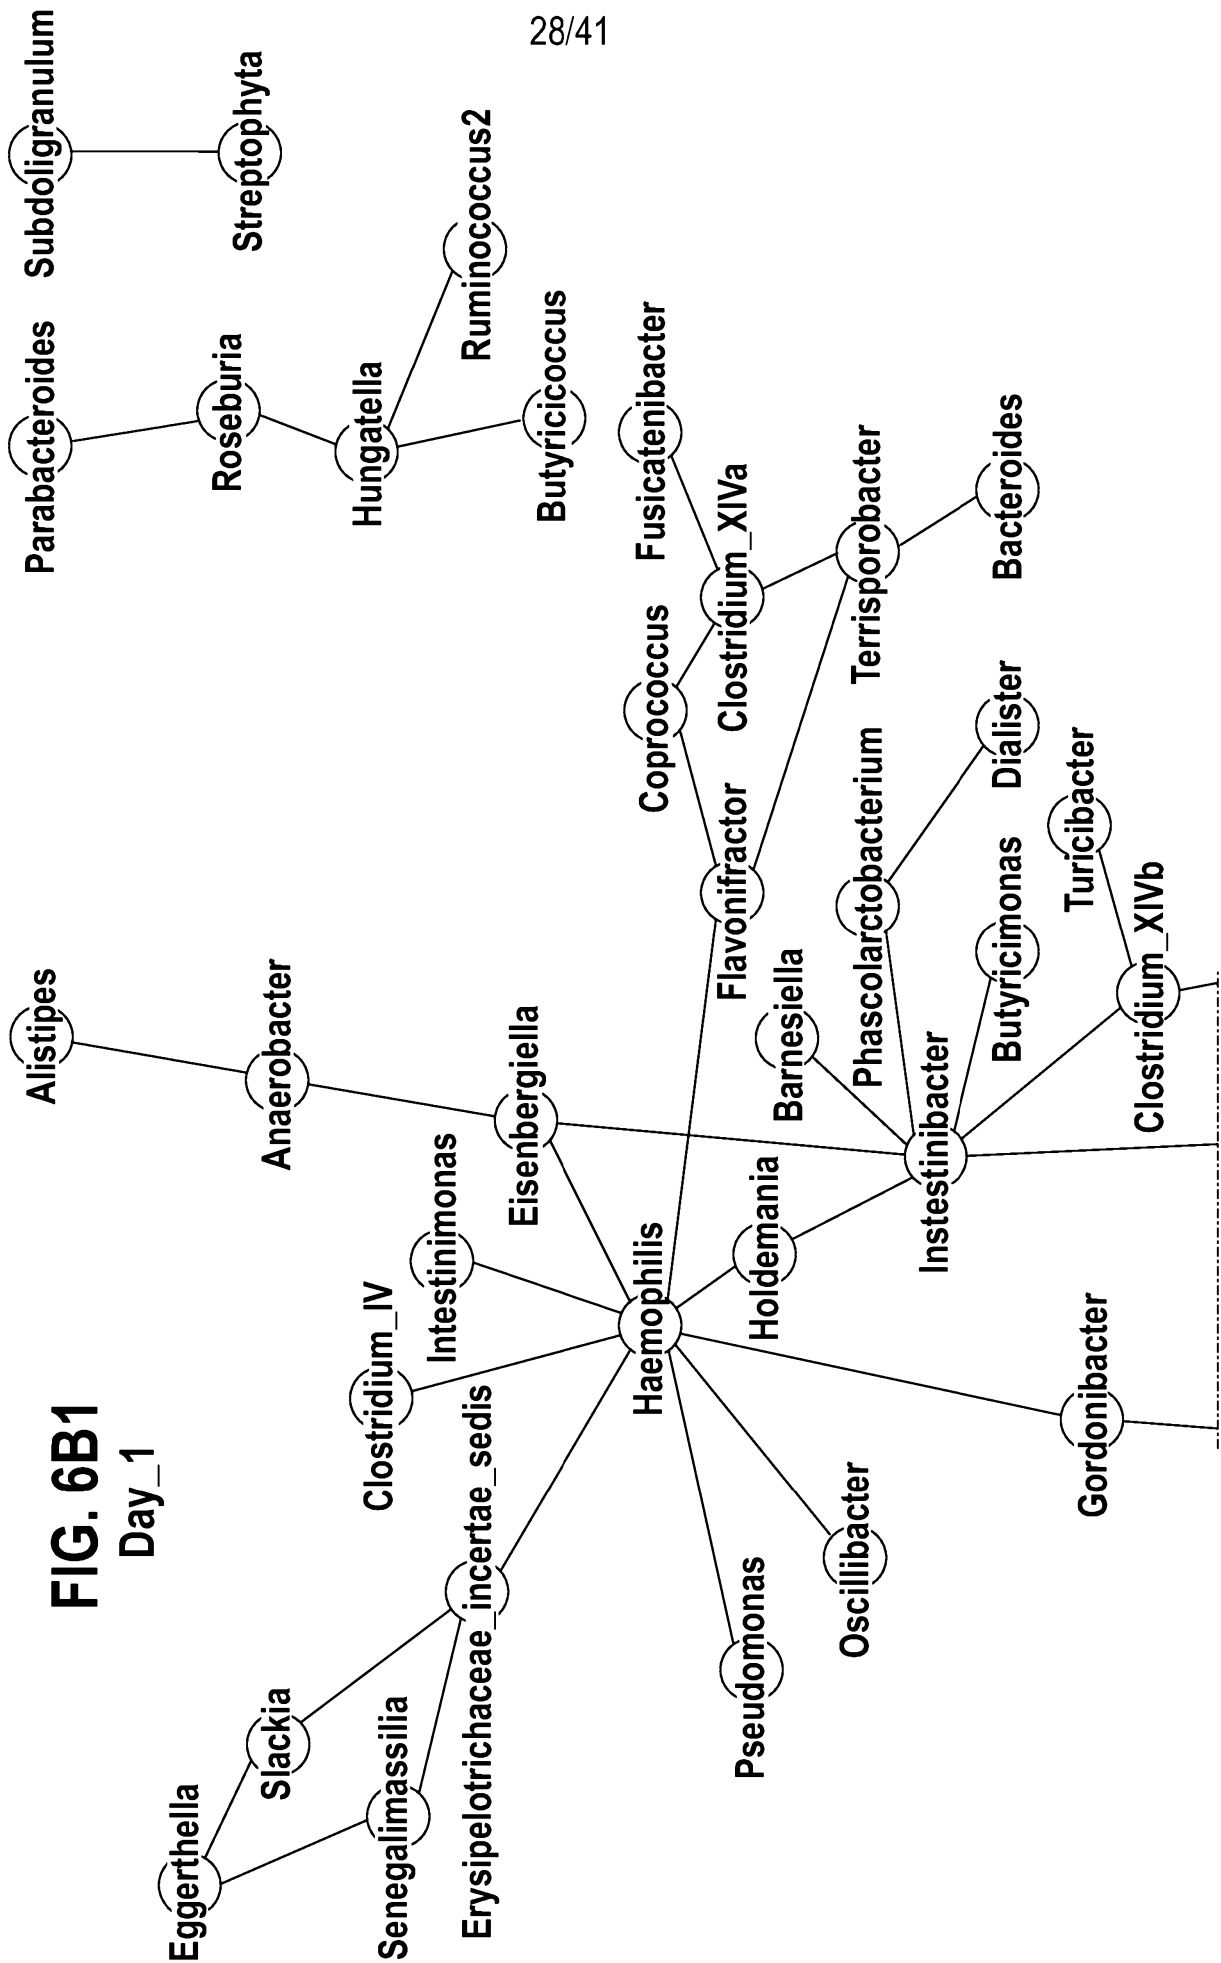 28/41
FIG. 6B1
Day_1
Alistipes
Parabacteroides
Subdoligranulum
Eggerthella
Slackia
Anaerobacter
Roseburia
Streptophyta
Senegalimassilia
Clostridium_IV
Hungatella
Erysipelotrichaceae_incertae_sedis
Intestinimonas
Ruminococcus2
Eisenbergiella
Butyricicoccus
Haemophilis
Coprococcus
Fusicatenibacter
Pseudomonas
Holdemania
Barnesiella
Flavonifractor
Clostridium_XIVa
Oscillibacter
Phascolarctobacterium
Terrisporobacter
Instestinibacter
Butyricimonas
Dialister
Bacteroides
Gordonibacter
Turicibacter
Clostridium_XIVb